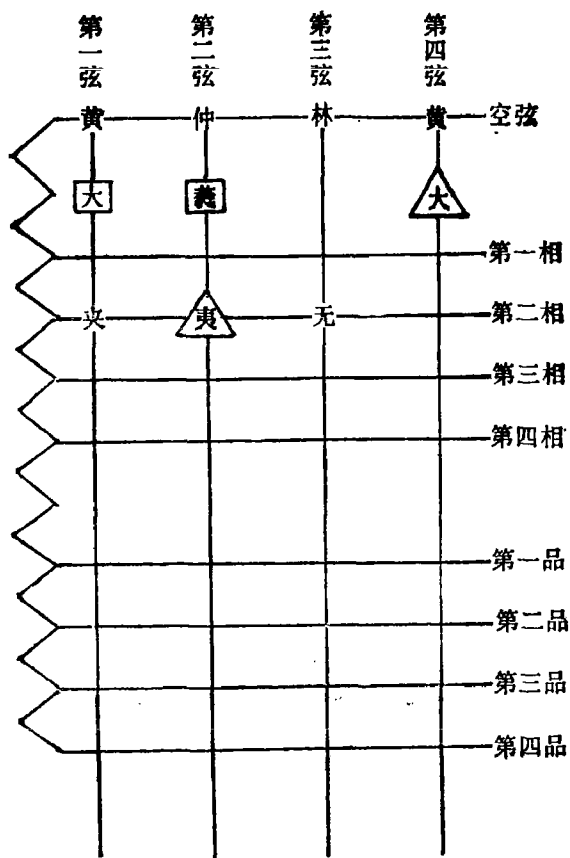 第一弦 第二弦 第三弦 第四弦
黄 仲 林 黄 空弦
大 蕤 大
第一相
夹 夷 无 第二相
第三相
第四相
第一品
第二品
第三品
第四品